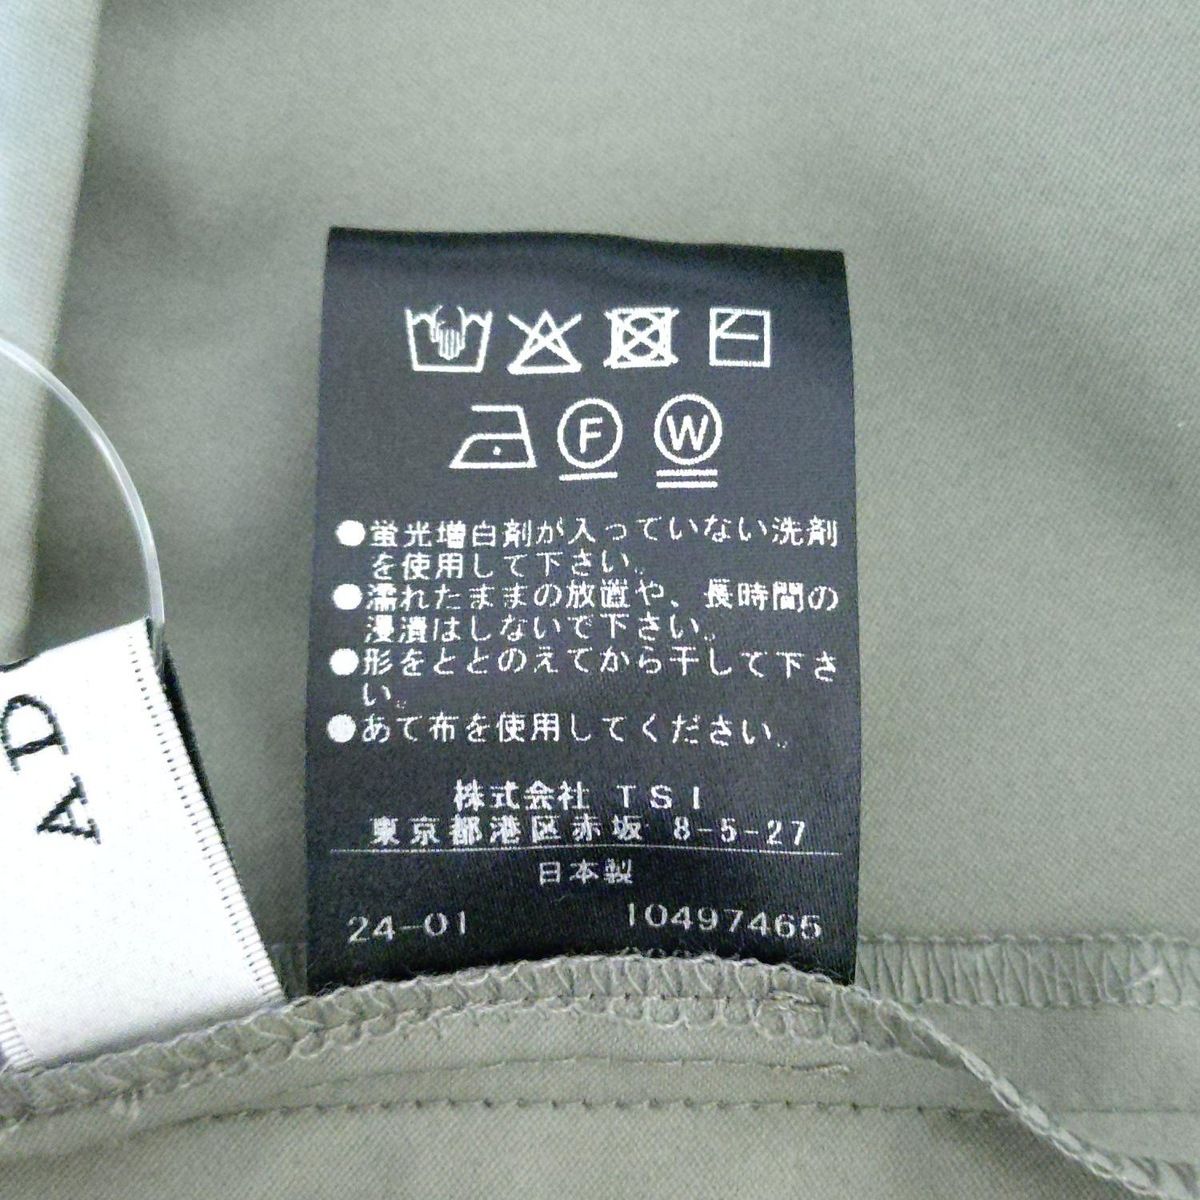 F
W
●蛍光増白剤が入っていない洗剤
を使用して下さい。
●濡れたままの放置や、長時間の
浸漬はしないで下さい。
●形をととのえてから干して下さ
い。
●あて布を使用してください。
株式会社 TSI
東京都港区赤坂 8-5-27
日本製
24-01 10497465
AD